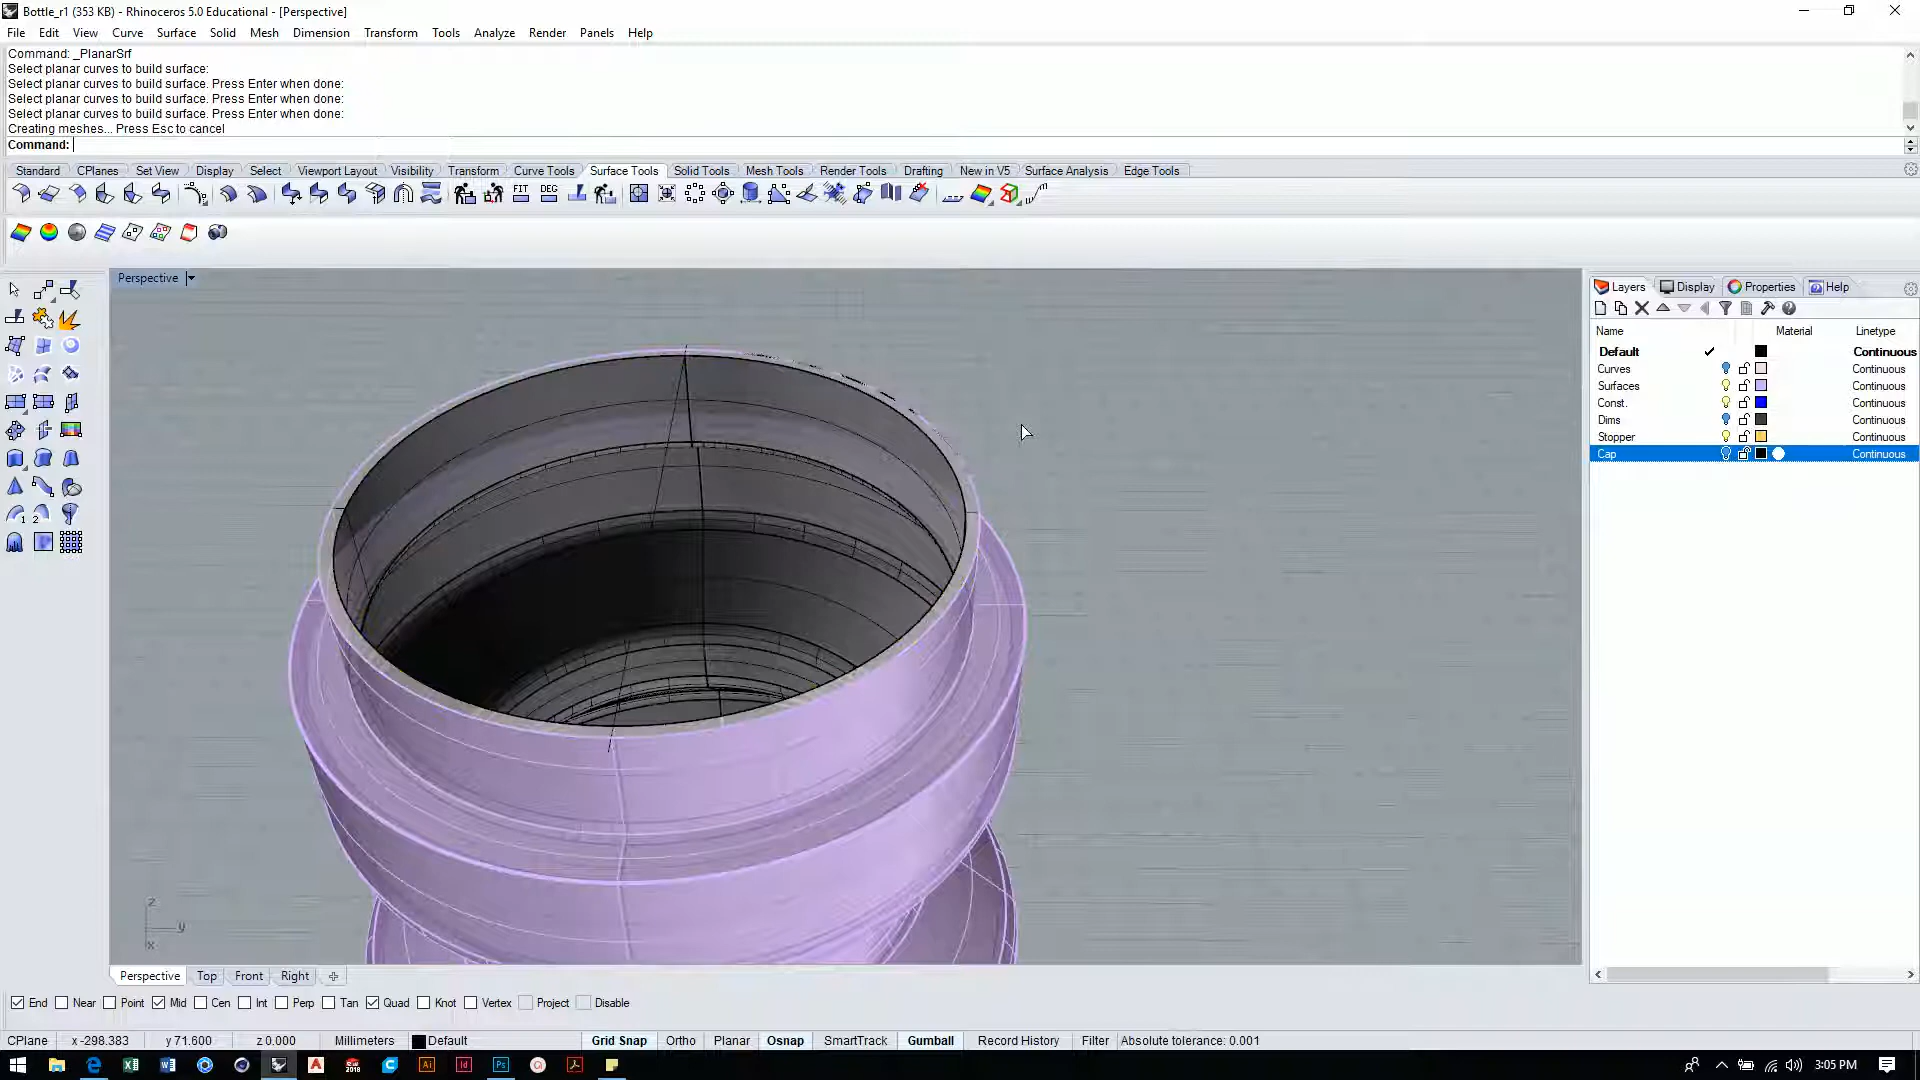 Bottle_r1 (353 KB) - Rhinoceros 5.0 Educational - [Perspective]
File Edit View Curve Surface Solid Mesh Dimension Transform Tools Analyze Render Panels Help
Command: _PlanarSrf
Select planar curves to build surface:
Select planar curves to build surface. Press Enter when done:
Select planar curves to build surface. Press Enter when done:
Select planar curves to build surface. Press Enter when done:
Creating meshes... Press Esc to cancel
Command:
Standard CPlanes Set View Display Select Viewport Layout Visibility Transform Curve Tools Surface Tools Solid Tools Mesh Tools Render Tools Drafting New in V5 Surface Analysis Edge Tools
FIT DEG
Perspective
Layers Display Properties Help
Name Material Linetype
Default Continuous
Curves Continuous
Surfaces Continuous
Const. Continuous
Dims Continuous
Stopper Continuous
Cap Continuous
1 2
z
y
x
Perspective Top Front Right
End Near Point Mid Cen Int Perp Tan Quad Knot Vertex Project Disable
CPlane x -298.383 y 71.600 z 0.000 Millimeters Default Grid Snap Ortho Planar Osnap SmartTrack Gumball Record History Filter Absolute tolerance: 0.001
2018 Ai Id Ps 3:05 PM